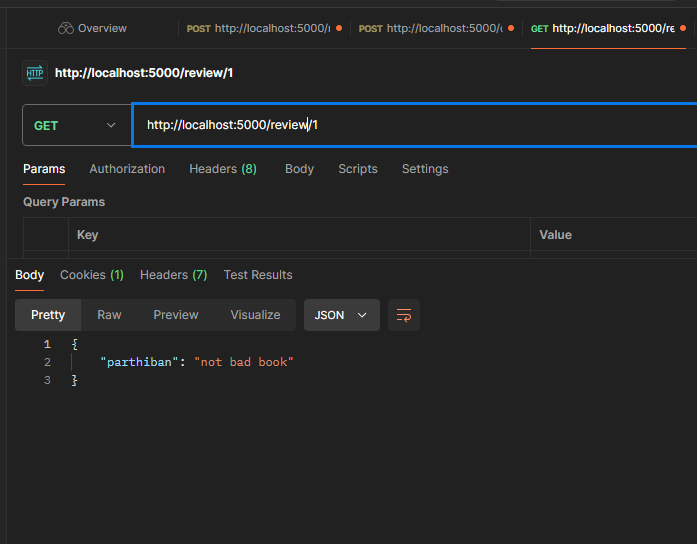 Overview POST http://localhost:5000/r POST http://localhost:5000/ GET http://localhost:5000/re
HTTP http://localhost:5000/review/1
GET http://localhost:5000/review/1
Params Authorization Headers (8) Body Scripts Settings
Query Params
Key Value
Body Cookies (1) Headers (7) Test Results
Pretty Raw Preview Visualize JSON
1 {
2 "parthiban": "not bad book"
3 }